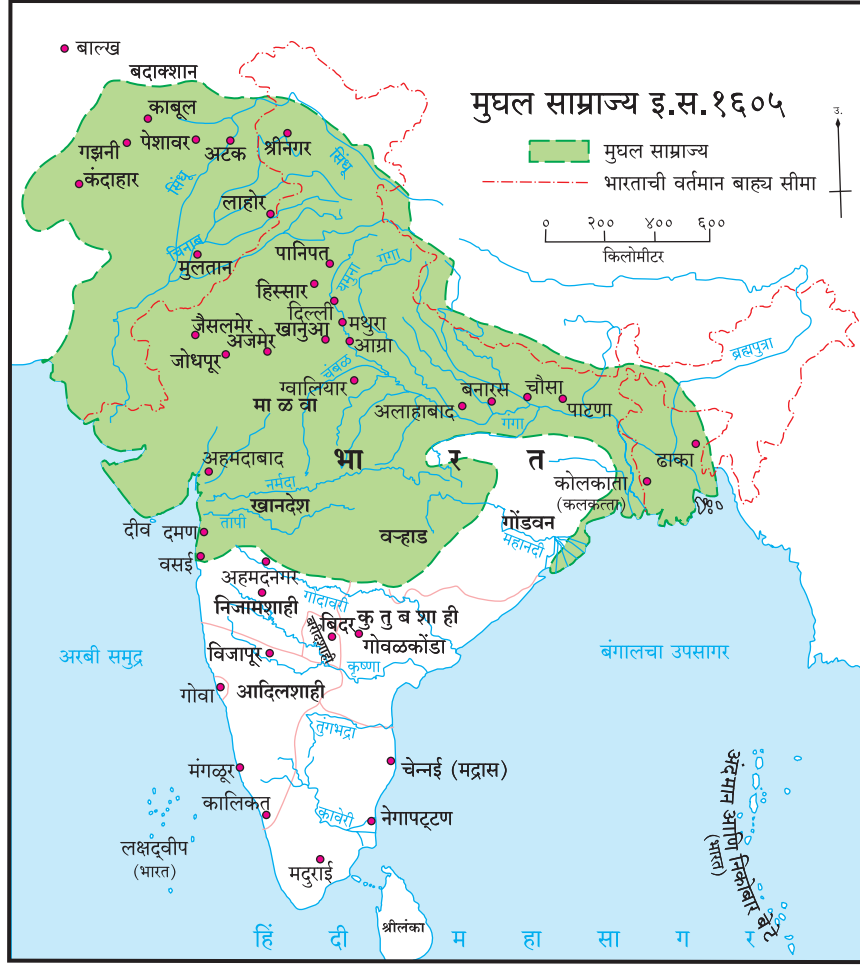 मुघल साम्राज्य इ.स.१६०५
उ.
मुघल साम्राज्य
भारताची वर्तमान बाह्य सीमा
० २०० ४०० ६००
किलोमीटर
बाल्ख
बदाक्शान
काबूल
पेशावर
अटक
श्रीनगर
गझनी
कंदाहार
सिंधू
सिंधू
लाहोर
चिनाब
मुलतान
पानिपत
यमुना
गंगा
हिस्सार
दिल्ली
मथुरा
जैसलमेर
अजमेर
खानुआ
आग्रा
जोधपूर
चंबळ
ग्वालियार
माळवा
अलाहाबाद
बनारस
चौसा
पाटणा
गंगा
ब्रह्मपुत्रा
अहमदाबाद
भारत
ढाका
कोलकाता
(कलकत्ता)
नर्मदा
खानदेश
तापी
दीव
दमण
वऱ्हाड
गोंडवन
महानदी
वसई
अहमदनगर
गोदावरी
निजामशाही
बरीदशाही
बिदर
कुतुबशाही
गोवळकोंडा
विजापूर
कृष्णा
अरबी समुद्र
बंगालचा उपसागर
गोवा
आदिलशाही
तुंगभद्रा
मंगळूर
चेन्नई (मद्रास)
कालिकत
कावेरी
नेगापट्टण
लक्षद्वीप
(भारत)
मदुराई
अंदमान आणि निकोबार बेटे
(भारत)
श्रीलंका
हिंदी महासागर